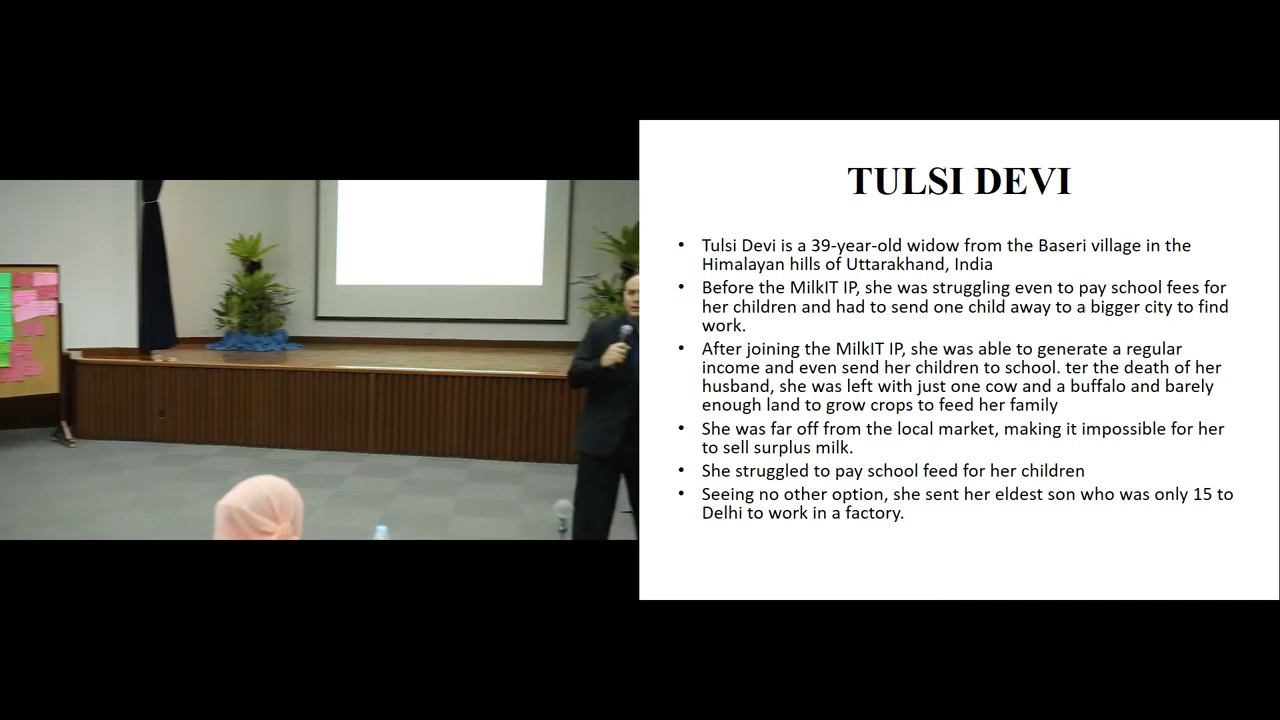 TULSI DEVI
• Tulsi Devi is a 39-year-old widow from the Baseri village in the
Himalayan hills of Uttarakhand, India
• Before the MilkIT IP, she was struggling even to pay school fees for
her children and had to send one child away to a bigger city to find
work.
• After joining the MilkIT IP, she was able to generate a regular
income and even send her children to school. ter the death of her
husband, she was left with just one cow and a buffalo and barely
enough land to grow crops to feed her family
• She was far off from the local market, making it impossible for her
to sell surplus milk.
• She struggled to pay school feed for her children
• Seeing no other option, she sent her eldest son who was only 15 to
Delhi to work in a factory.